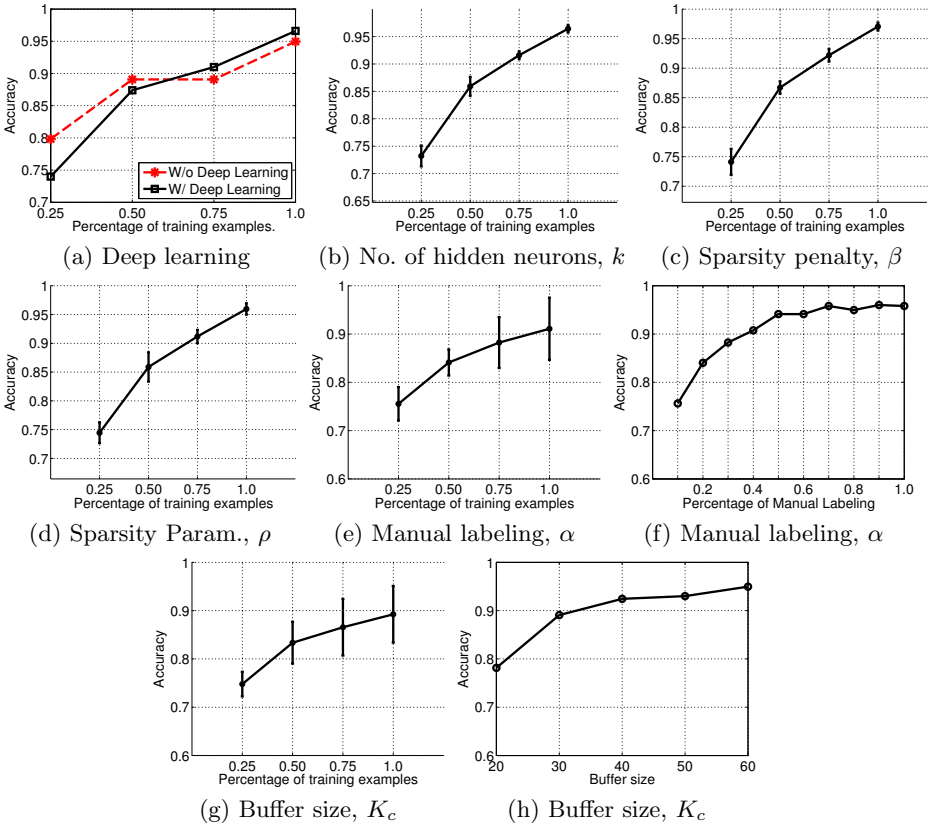 1
0.95
0.9
0.85
0.8
0.75
0.7
Accuracy
W/o Deep Learning
W/ Deep Learning
0.25 0.50 0.75 1.0
Percentage of training examples.
(a) Deep learning
1
0.95
0.9
0.85
0.8
0.75
0.7
0.65
Accuracy
0.25 0.50 0.75 1.0
Percentage of training examples
(b) No. of hidden neurons, k
1
0.95
0.9
0.85
0.8
0.75
0.7
Accuracy
0.25 0.50 0.75 1.0
Percentage of training examples
(c) Sparsity penalty, β
1
0.95
0.9
0.85
0.8
0.75
0.7
Accuracy
0.25 0.50 0.75 1.0
Percentage of training examples
(d) Sparsity Param., ρ
1
0.9
0.8
0.7
0.6
Accuracy
0.25 0.50 0.75 1.0
Percentage of training examples
(e) Manual labeling, α
1
0.9
0.8
0.7
0.6
Accuracy
0.2 0.4 0.6 0.8 1.0
Percentage of Manual Labeling
(f) Manual labeling, α
1
0.9
0.8
0.7
0.6
Accuracy
0.25 0.50 0.75 1.0
Percentage of training examples
(g) Buffer size, Kc
1
0.9
0.8
0.7
0.6
Accuracy
20 30 40 50 60
Buffer size
(h) Buffer size, Kc